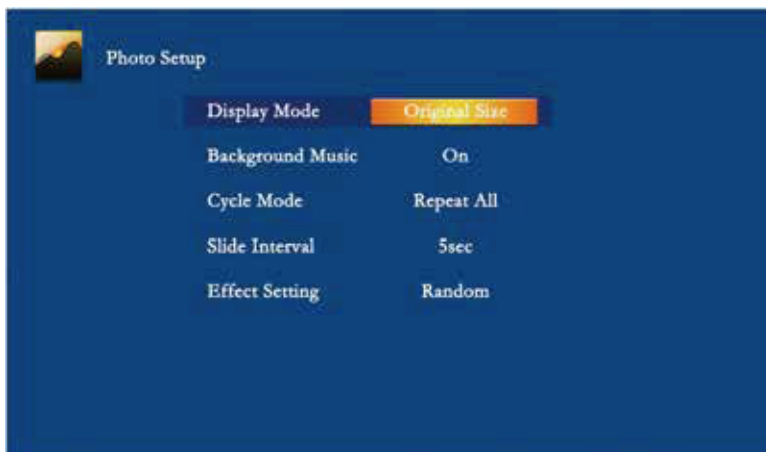 Photo Setup
Display Mode Original Size
Background Music On
Cycle Mode Repeat All
Slide Interval 5sec
Effect Setting Random